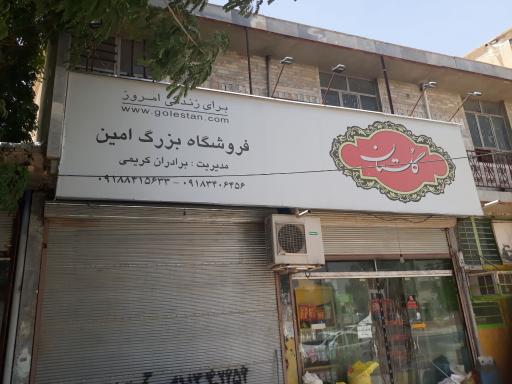 برای زندگی امروز
www.golestan.com
فروشگاه بزرگ امین
مدیریت : برادران کریمی
۰۹۱۸۸۴۱۵۶۳۳ - ۰۹۱۸۳۴۰۶۴۵۶
گلستان